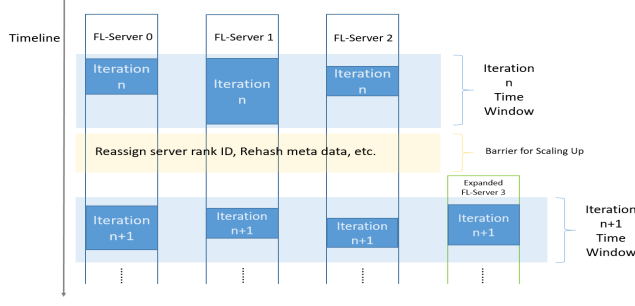 Timeline
FL-Server 0
FL-Server 1
FL-Server 2
Iteration
n
Iteration
n
Iteration
n
Iteration
n
Time
Window
Reassign server rank ID, Rehash meta data, etc.
Barrier for Scaling Up
Expanded
FL-Server 3
Iteration
n+1
Iteration
n+1
Iteration
n+1
Iteration
n+1
Iteration
n+1
Time
Window